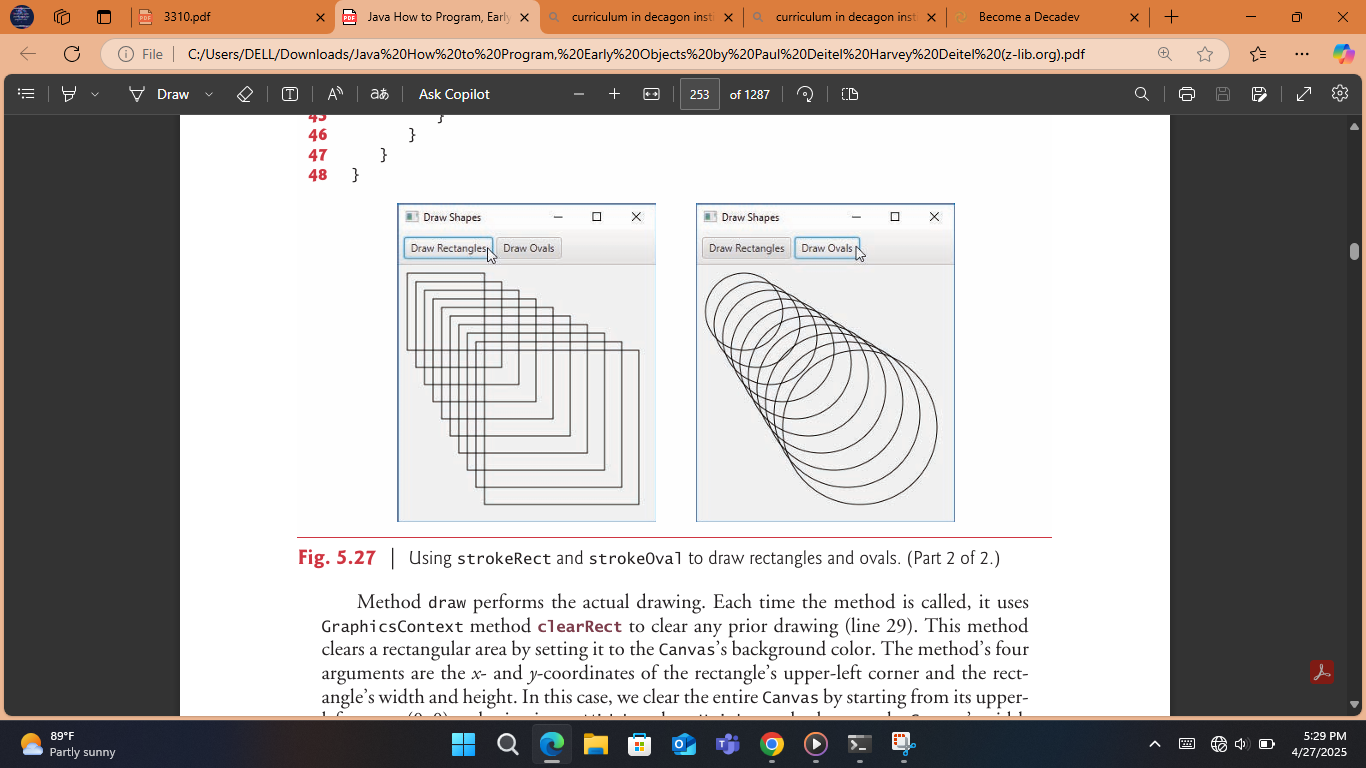 3310.pdf
Java How to Program, Early
curriculum in decagon inst
curriculum in decagon inst
Become a Decadev
File
C:/Users/DELL/Downloads/Java%20How%20to%20Program,%20Early%20Objects%20by%20Paul%20Deitel%20Harvey%20Deitel%20(z-lib.org).pdf
Draw
Ask Copilot
253 of 1287
45 }
46 }
47 }
48 }
Draw Shapes
Draw Rectangles Draw Ovals
Draw Shapes
Draw Rectangles Draw Ovals
Fig. 5.27 | Using strokeRect and strokeOval to draw rectangles and ovals. (Part 2 of 2.)
Method draw performs the actual drawing. Each time the method is called, it uses
GraphicsContext method clearRect to clear any prior drawing (line 29). This method
clears a rectangular area by setting it to the Canvas's background color. The method's four
arguments are the x- and y-coordinates of the rectangle's upper-left corner and the rect-
angle's width and height. In this case, we clear the entire Canvas by starting from its upper-
89°F
Partly sunny
5:29 PM
4/27/2025